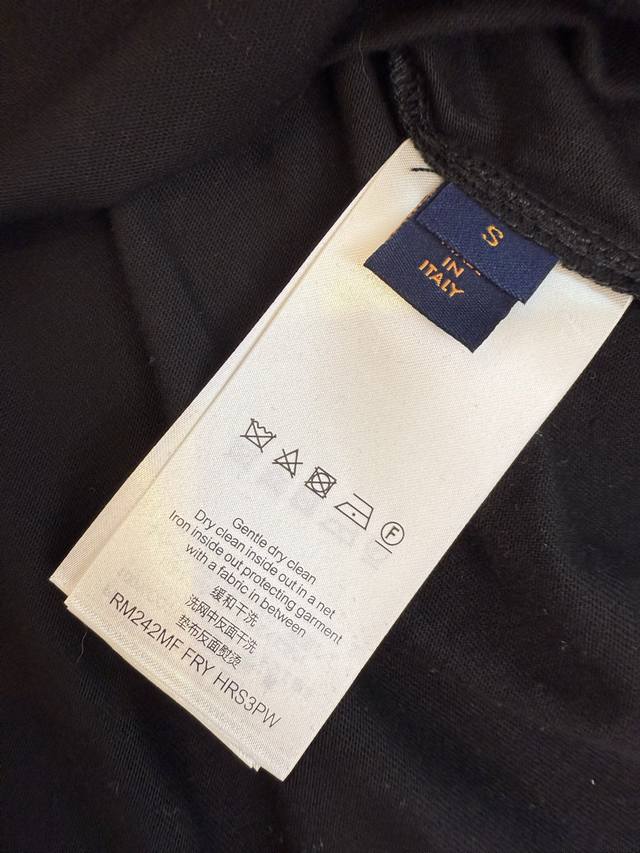 S
IN
ITALY
F
Gentle dry clean
Dry clean inside out in a net
Iron inside out protecting garment
with a fabric in between
缓和干洗
洗网中反面干洗
垫布反面熨烫
RM242MF FRY HRS3PW